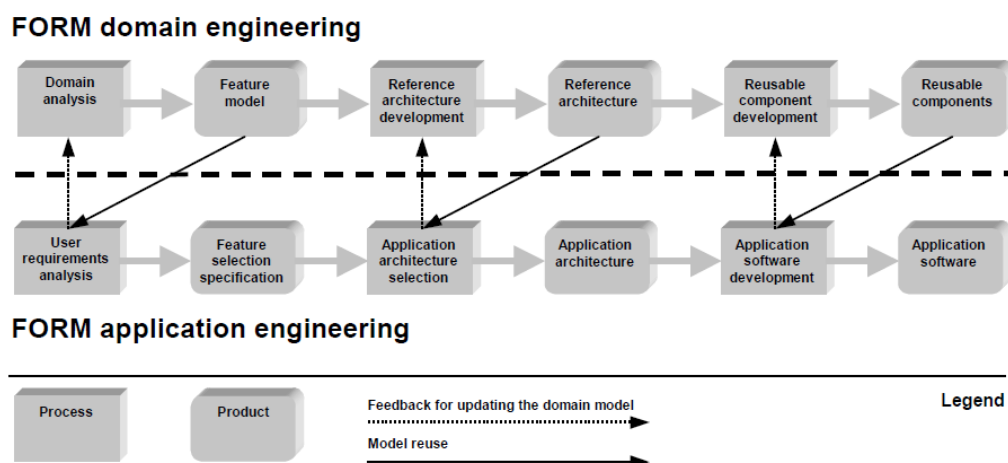 FORM domain engineering
Domain
analysis
Feature
model
Reference
architecture
development
Reference
architecture
Reusable
component
development
Reusable
components
User
requirements
analysis
Feature
selection
specification
Application
architecture
selection
Application
architecture
Application
software
development
Application
software
FORM application engineering
Process
Product
Feedback for updating the domain model
Model reuse
Legend